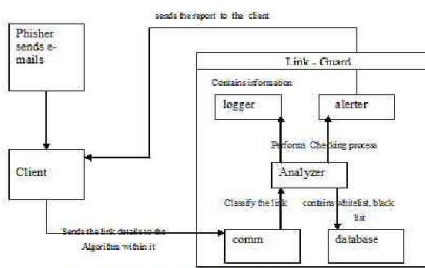 sends the report to the client
Phisher
sends e-
mails
Link - Guard
Contains information
logger
alerter
Performs Checking process
Client
Analyzer
Classify the link
contains whitelist, black
list
Sends the link details to the
Algorithm within it
comm
database